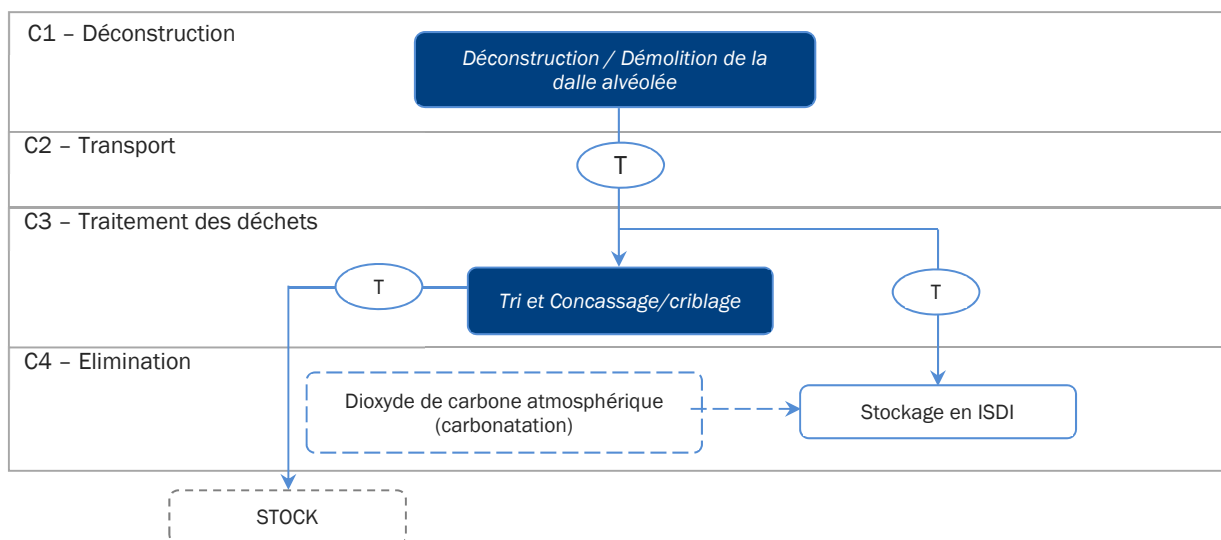 C1 – Déconstruction
Déconstruction / Démolition de la
dalle alvéolée
C2 – Transport
T
C3 – Traitement des déchets
T
Tri et Concassage/criblage
T
C4 – Elimination
Dioxyde de carbone atmosphérique
(carbonatation)
Stockage en ISDI
STOCK